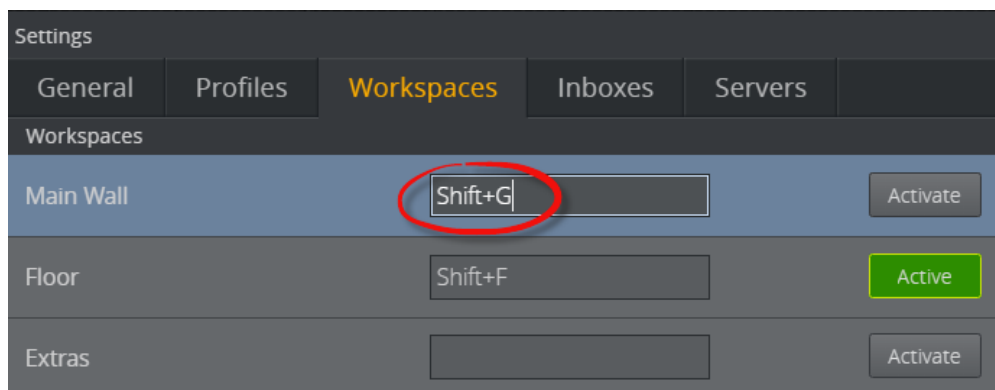 Settings
General Profiles Workspaces Inboxes Servers
Workspaces
Main Wall Shift+G Activate
Floor Shift+F Active
Extras Activate